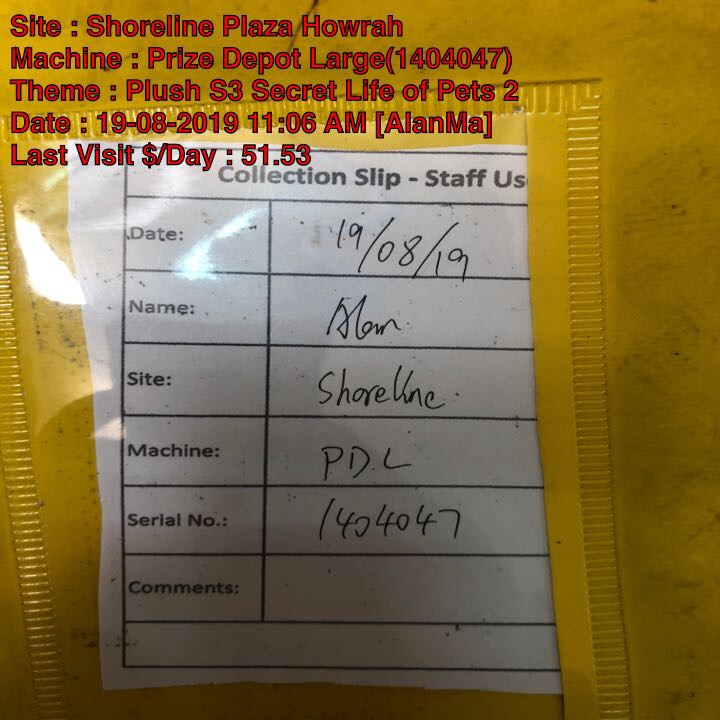 Site : Shoreline Plaza Howrah
Machine : Prize Depot Large(1404047)
Theme : Plush S3 Secret Life of Pets 2
Date : 19-08-2019 11:06 AM [AlanMa]
Last Visit $/Day : 51.53
Collection Slip - Staff Us
Date: 19/08/19
Name: Alan
Site: Shoreline
Machine: PDL
Serial No.: 1404047
Comments: